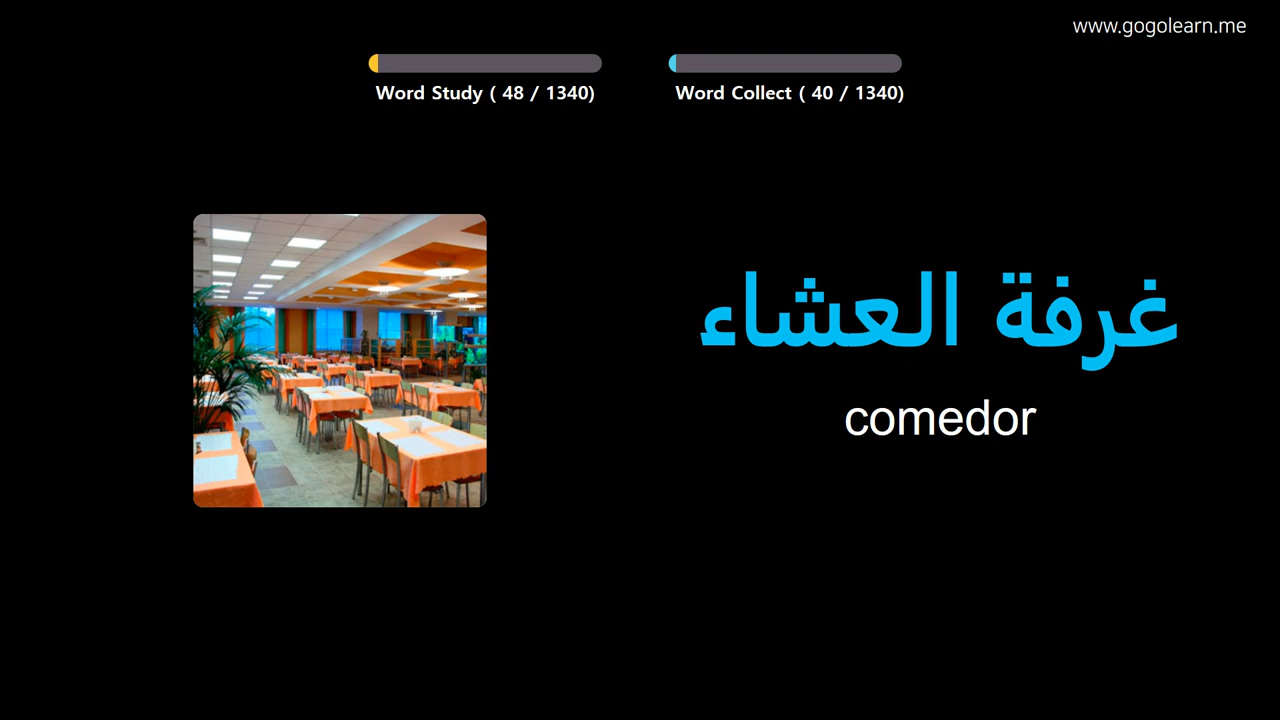 www.gogolearn.me
Word Study ( 48 / 1340)
Word Collect ( 40 / 1340)
غرفة العشاء
comedor